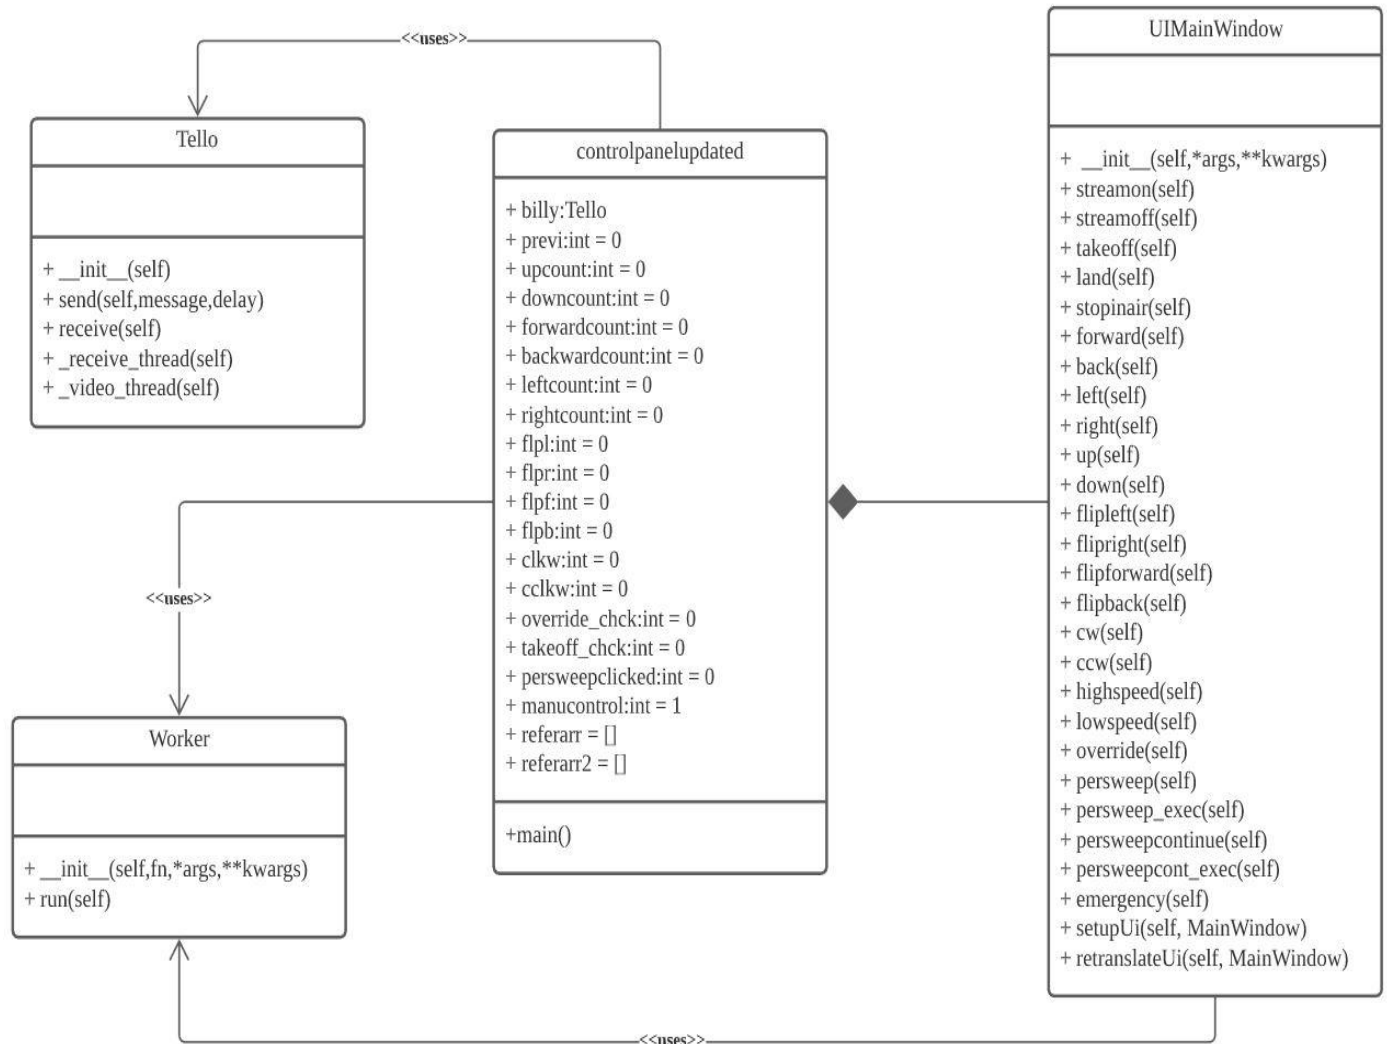 <<uses>>
Tello
+ __init__(self)
+ send(self,message,delay)
+ receive(self)
+ _receive_thread(self)
+ _video_thread(self)
controlpanelupdated
+ billy:Tello
+ previ:int = 0
+ upcount:int = 0
+ downcount:int = 0
+ forwardcount:int = 0
+ backwardcount:int = 0
+ leftcount:int = 0
+ rightcount:int = 0
+ flpl:int = 0
+ flpr:int = 0
+ flpf:int = 0
+ flpb:int = 0
+ clkw:int = 0
+ cclkw:int = 0
+ override_chck:int = 0
+ takeoff_chck:int = 0
+ persweepclicked:int = 0
+ manucontrol:int = 1
+ referarr = []
+ referarr2 = []
+main()
UIMainWindow
+ __init__(self,*args,**kwargs)
+ streamon(self)
+ streamoff(self)
+ takeoff(self)
+ land(self)
+ stopinair(self)
+ forward(self)
+ back(self)
+ left(self)
+ right(self)
+ up(self)
+ down(self)
+ flipleft(self)
+ flipright(self)
+ flipforward(self)
+ flipback(self)
+ cw(self)
+ ccw(self)
+ highspeed(self)
+ lowspeed(self)
+ override(self)
+ persweep(self)
+ persweep_exec(self)
+ persweepcontinue(self)
+ persweepcont_exec(self)
+ emergency(self)
+ setupUi(self, MainWindow)
+ retranslateUi(self, MainWindow)
<<uses>>
Worker
+ __init__(self,fn,*args,**kwargs)
+ run(self)
<<uses>>